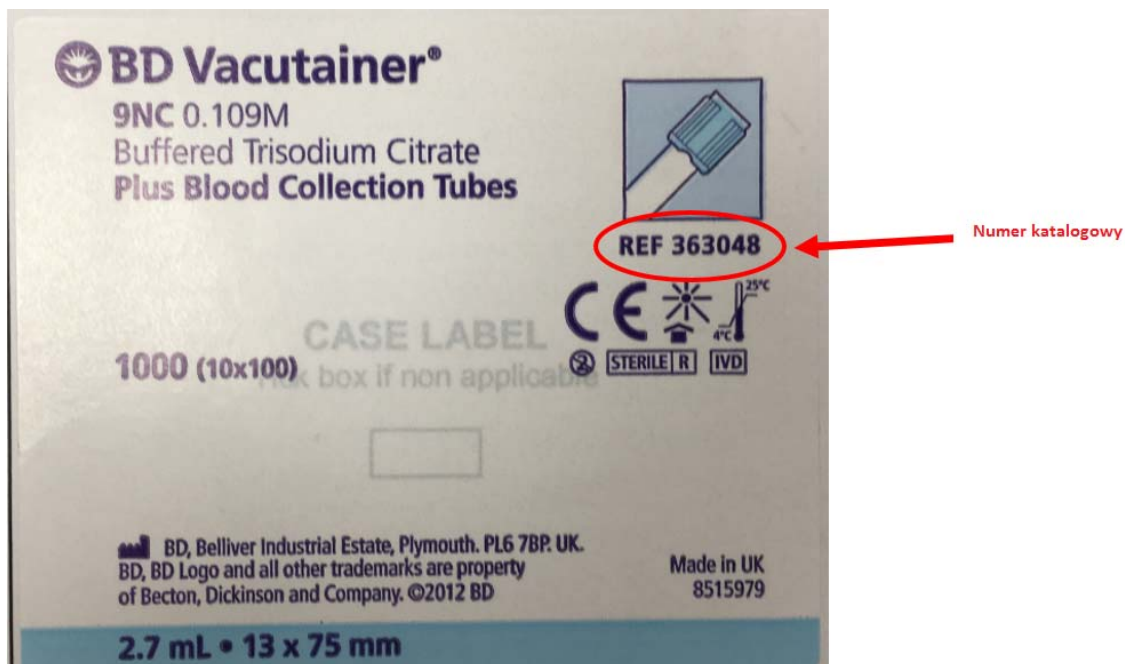 BD Vacutainer®
9NC 0.109M
Buffered Trisodium Citrate
Plus Blood Collection Tubes
REF 363048
Numer katalogowy
CE
25°C
4°C
CASE LABEL
1000 (10x100)
box if non applicable
2
STERILE R IVD
BD, Belliver Industrial Estate, Plymouth. PL6 7BP. UK.
BD, BD Logo and all other trademarks are property
of Becton, Dickinson and Company. ©2012 BD
Made in UK
8515979
2.7 mL • 13 x 75 mm